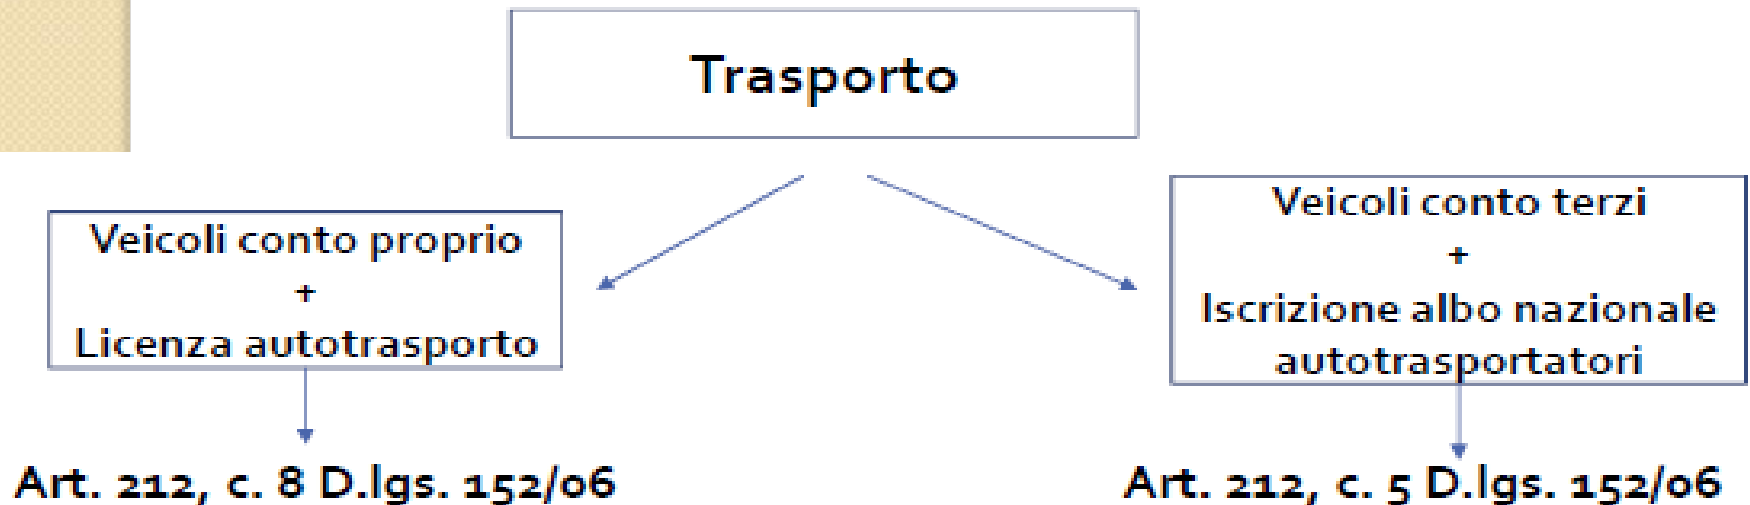 Trasporto
Veicoli conto proprio
+
Licenza autotrasporto
Art. 212, c. 8 D.lgs. 152/06
Veicoli conto terzi
+
Iscrizione albo nazionale
autotrasportatori
Art. 212, c. 5 D.lgs. 152/06